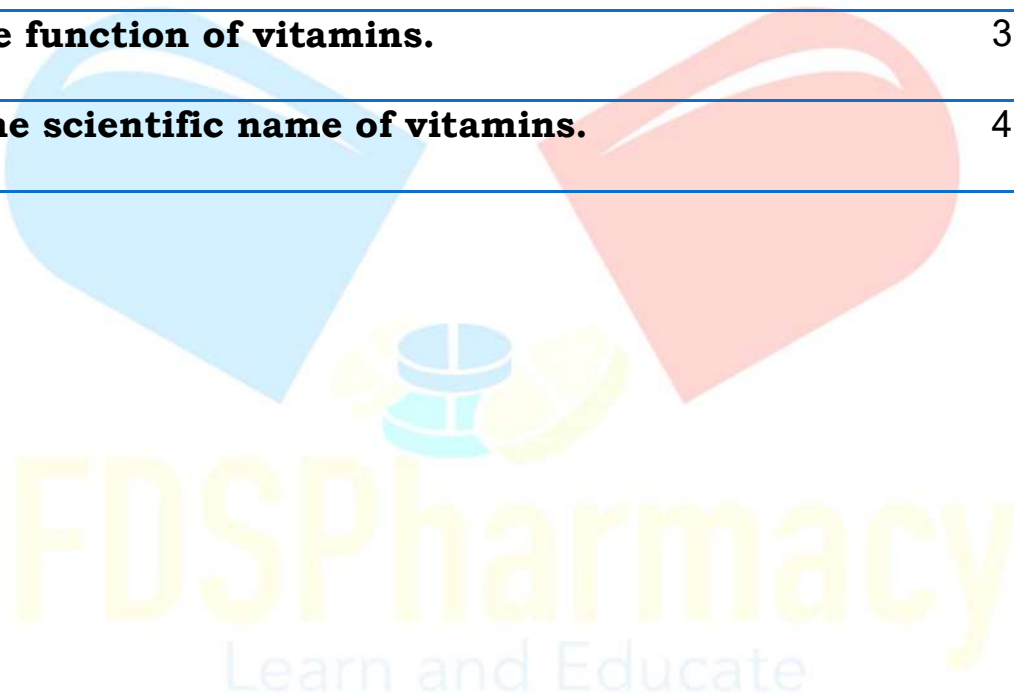 e function of vitamins. 3
ne scientific name of vitamins. 4
FDSPharmacy
Learn and Educate